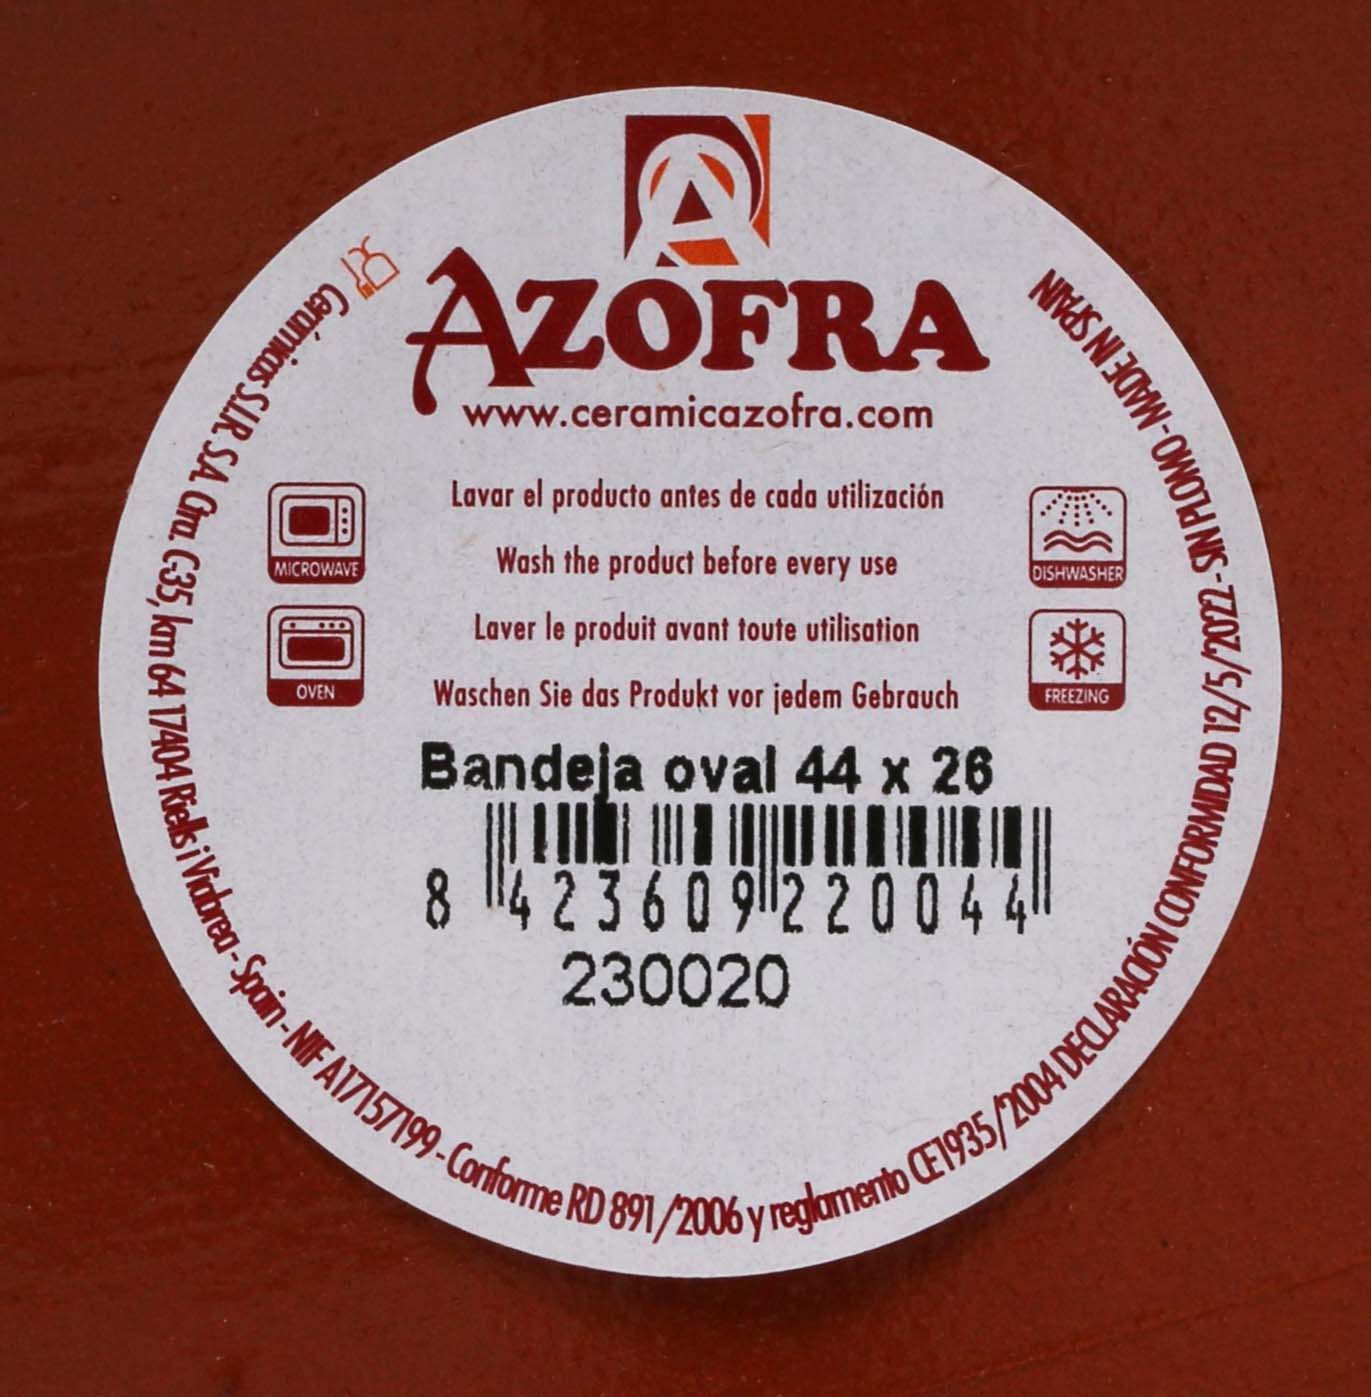 AZOFRA
www.ceramicazofra.com
Lavar el producto antes de cada utilización
Wash the product before every use
Laver le produit avant toute utilisation
Waschen Sie das Produkt vor jedem Gebrauch
MICROWAVE
OVEN
DISHWASHER
FREEZING
Bandeja oval 44 x 26
8 423609 220044
230020
Cerámicas S.I.R S.A Ctra. C-35, km 64 17404 Riells i Viabrea - Spain - NIF A17157199 - Conforme RD 891/2006 y reglamento CE1935/2004 DECLARACIÓN CONFORMIDAD 12/5/2022 - SIN PLOMO - MADE IN SPAIN